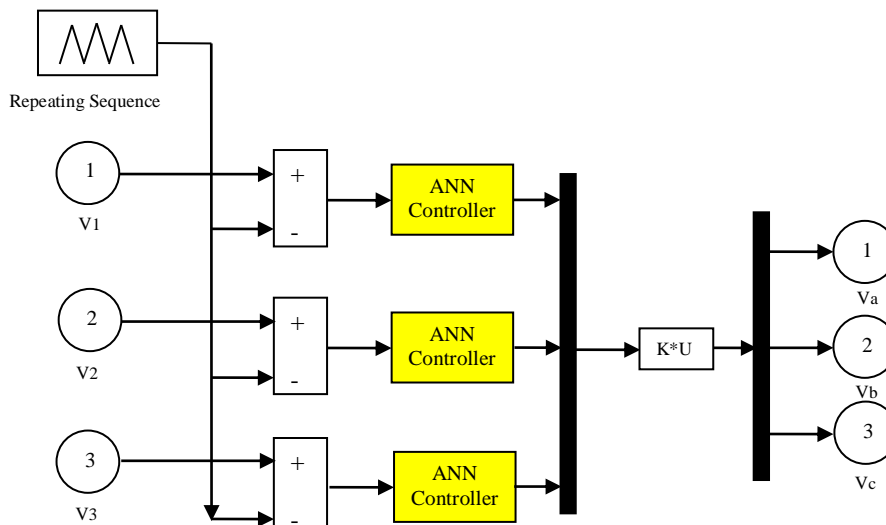 Repeating Sequence
1
V1
+
-
ANN
Controller
2
V2
+
-
ANN
Controller
3
V3
+
-
ANN
Controller
K*U
1
Va
2
Vb
3
Vc